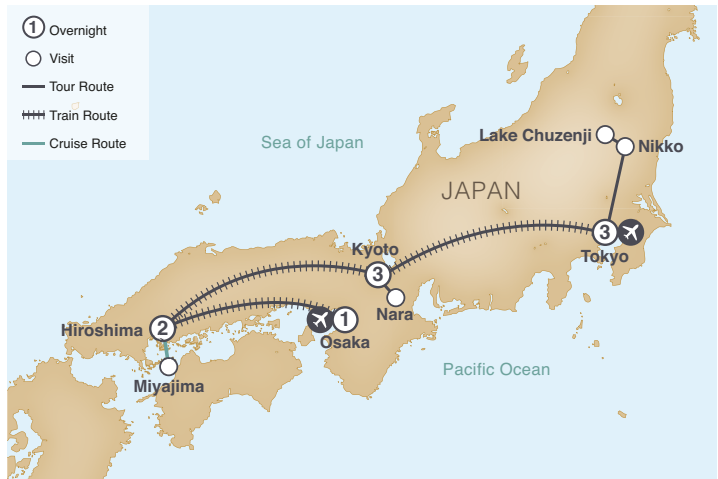 1 Overnight
Visit
Tour Route
Train Route
Cruise Route
Sea of Japan
Lake Chuzenji
Nikko
JAPAN
3
Tokyo
Kyoto
3
Nara
2
Hiroshima
1
Osaka
Miyajima
Pacific Ocean